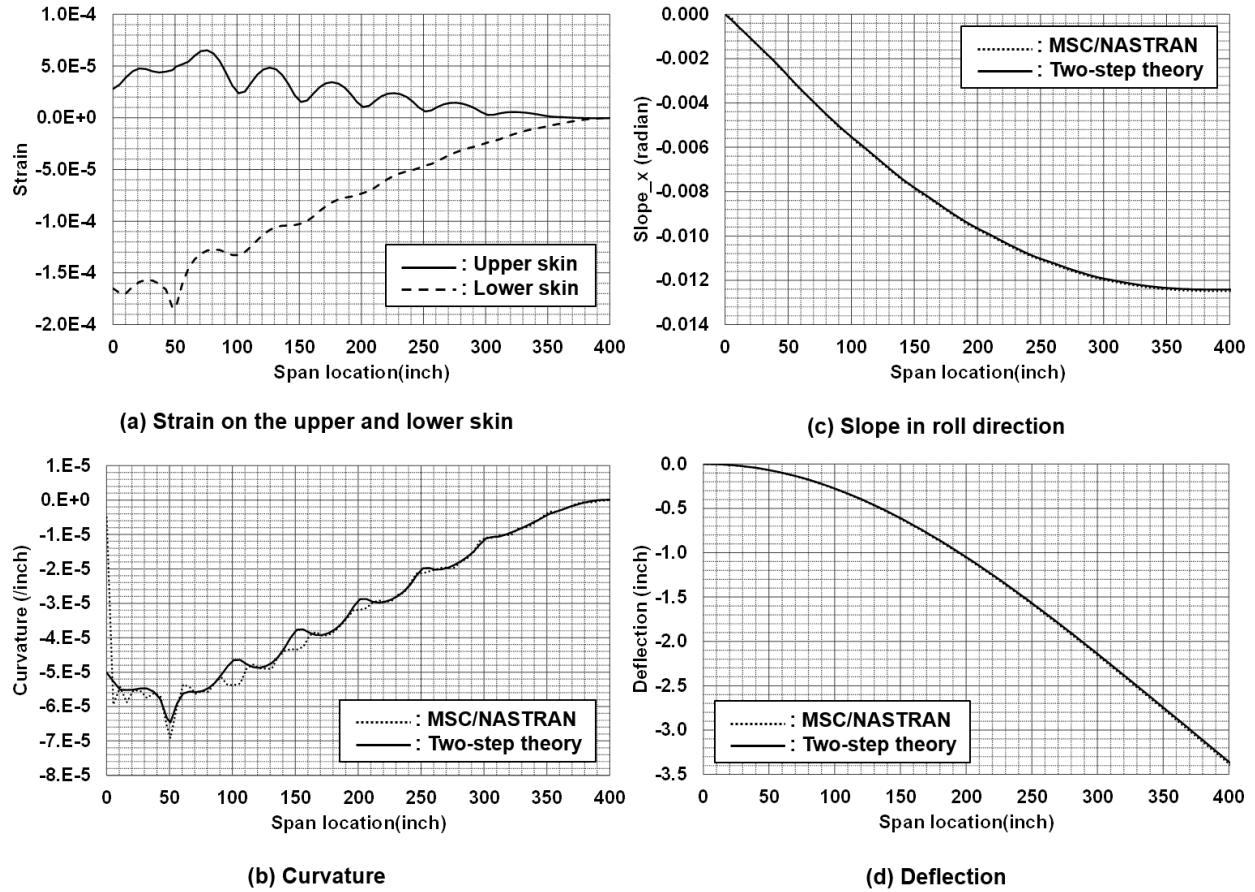 1.0E-4
5.0E-5
0.0E+0
-5.0E-5
-1.0E-4
-1.5E-4
-2.0E-4
Strain
: Upper skin
: Lower skin
0 50 100 150 200 250 300 350 400
Span location(inch)
(a) Strain on the upper and lower skin
0.000
-0.002
-0.004
-0.006
-0.008
-0.010
-0.012
-0.014
Slope_x (radian)
: MSC/NASTRAN
: Two-step theory
0 50 100 150 200 250 300 350 400
Span location(inch)
(c) Slope in roll direction
1.E-5
0.E+0
-1.E-5
-2.E-5
-3.E-5
-4.E-5
-5.E-5
-6.E-5
-7.E-5
-8.E-5
Curvature (/inch)
: MSC/NASTRAN
: Two-step theory
0 50 100 150 200 250 300 350 400
Span location(inch)
(b) Curvature
0.0
-0.5
-1.0
-1.5
-2.0
-2.5
-3.0
-3.5
Deflection (inch)
: MSC/NASTRAN
: Two-step theory
0 50 100 150 200 250 300 350 400
Span location(inch)
(d) Deflection